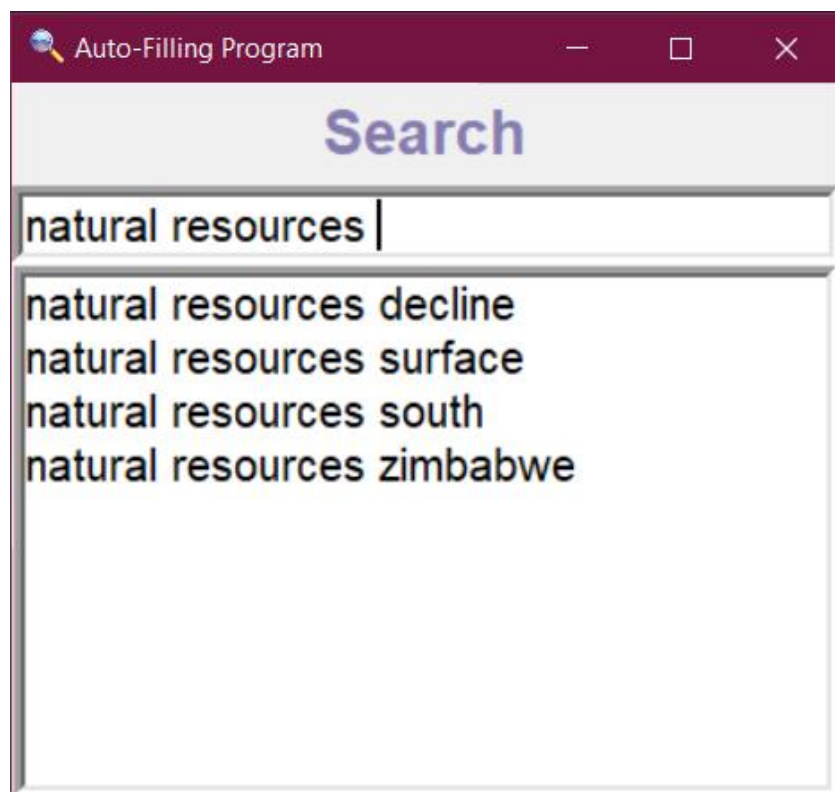 Auto-Filling Program
Search
natural resources
natural resources decline
natural resources surface
natural resources south
natural resources zimbabwe